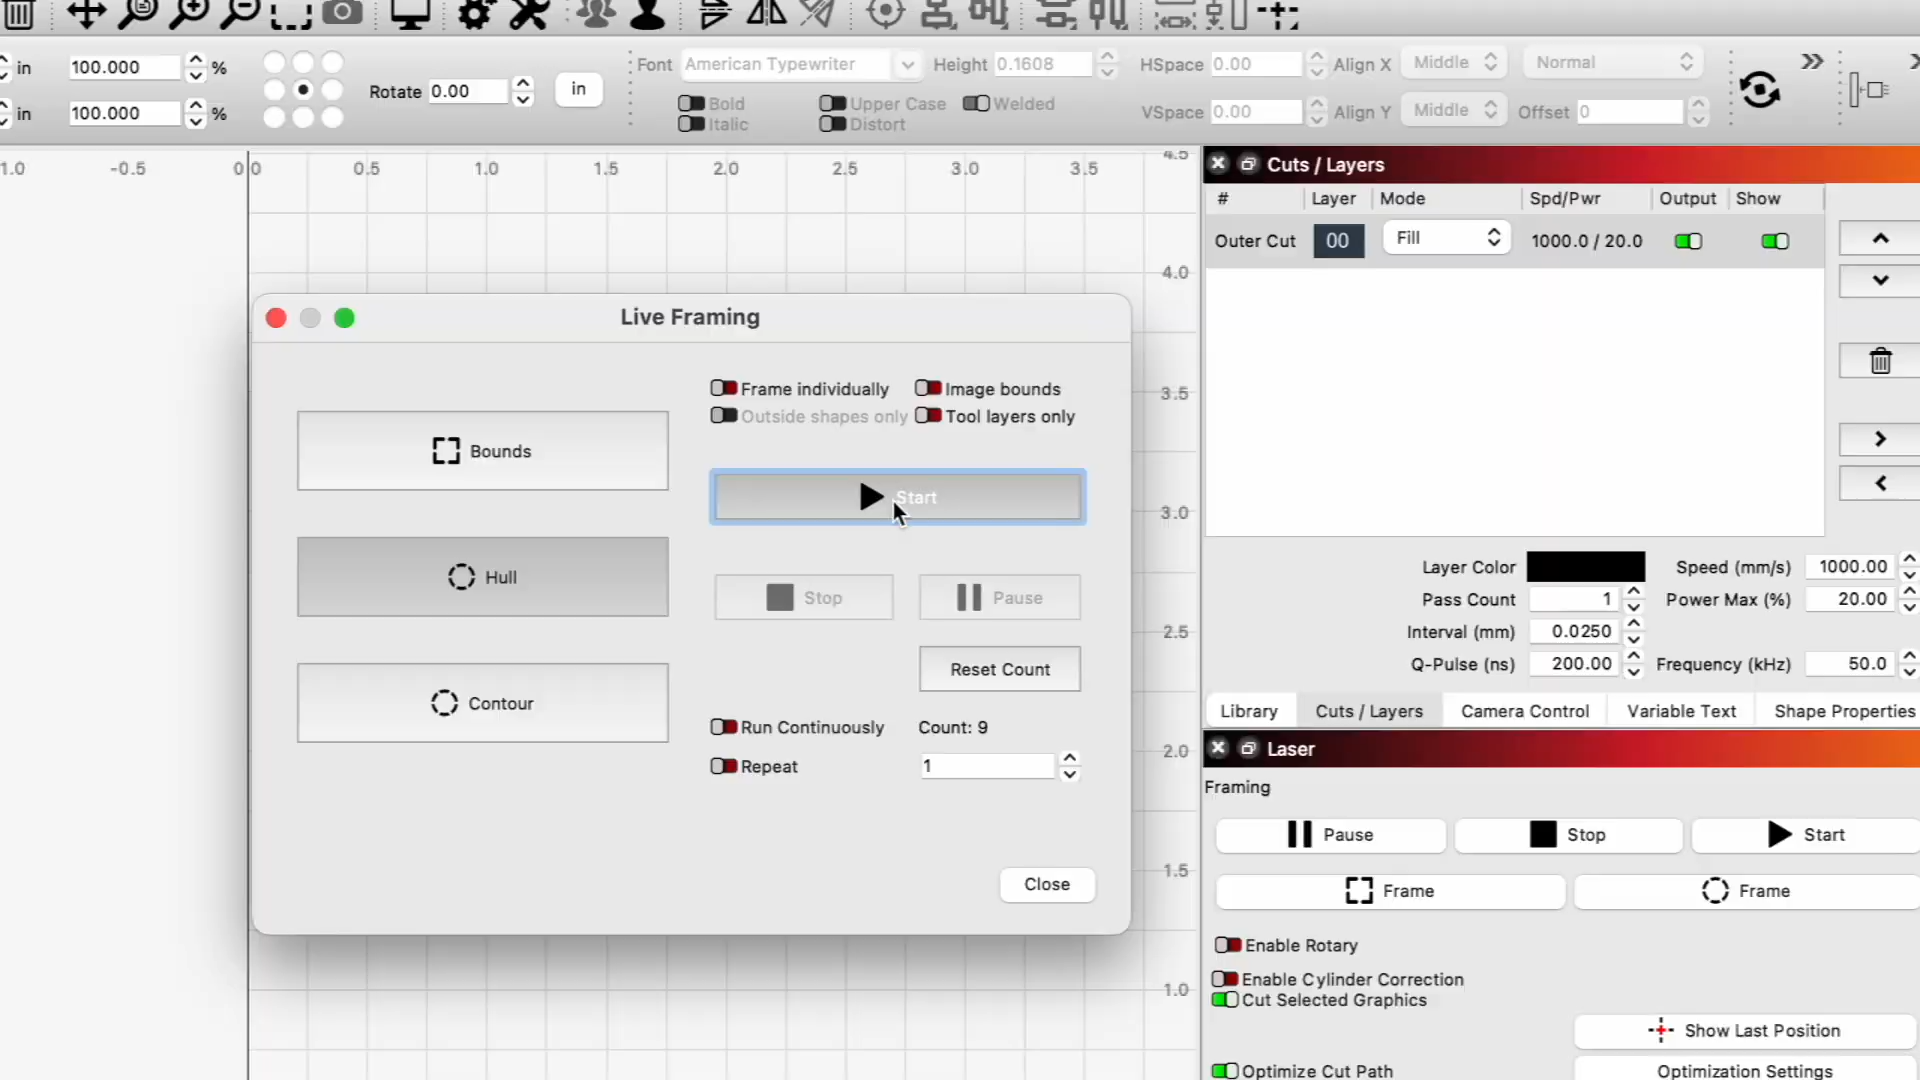 in 100.000 %
in 100.000 %
Rotate 0.00 in
Font American Typewriter Height 0.1608 HSpace 0.00 Align X Middle Normal
Bold Upper Case Welded
Italic Distort
VSpace 0.00 Align Y Middle Offset 0
1.0 -0.5 0.0 0.5 1.0 1.5 2.0 2.5 3.0 3.5
4.5
4.0
3.5
3.0
2.5
2.0
1.5
1.0
Live Framing
Bounds
Hull
Contour
Frame individually Image bounds
Outside shapes only Tool layers only
Start
Stop Pause
Reset Count
Run Continuously Count: 9
Repeat 1
Close
Cuts / Layers
# Layer Mode Spd/Pwr Output Show
Outer Cut 00 Fill 1000.0 / 20.0
Layer Color Speed (mm/s) 1000.00
Pass Count 1 Power Max (%) 20.00
Interval (mm) 0.0250
Q-Pulse (ns) 200.00 Frequency (kHz) 50.0
Library Cuts / Layers Camera Control Variable Text Shape Properties
Laser
Framing
Pause Stop Start
Frame Frame
Enable Rotary
Enable Cylinder Correction
Cut Selected Graphics
Show Last Position
Optimize Cut Path Optimization Settings